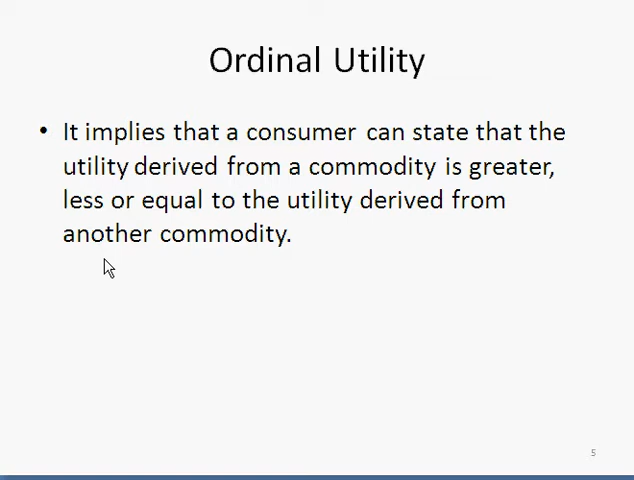 Ordinal Utility
• It implies that a consumer can state that the
utility derived from a commodity is greater,
less or equal to the utility derived from
another commodity.
5